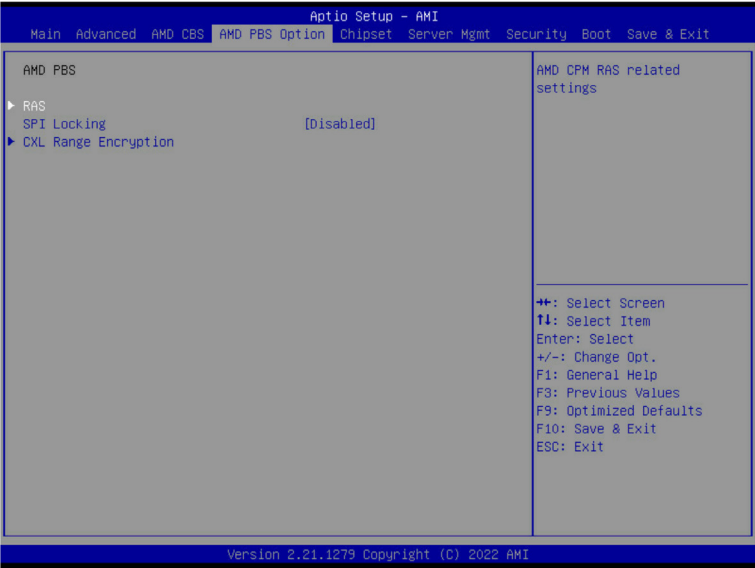 Aptio Setup - AMI
Main Advanced AMD CBS AMD PBS Option Chipset Server Mgmt Security Boot Save & Exit
AMD PBS
RAS
SPI Locking [Disabled]
CXL Range Encryption
AMD CPM RAS related
settings
→←: Select Screen
↑↓: Select Item
Enter: Select
+/-: Change Opt.
F1: General Help
F3: Previous Values
F9: Optimized Defaults
F10: Save & Exit
ESC: Exit
Version 2.21.1279 Copyright (C) 2022 AMI